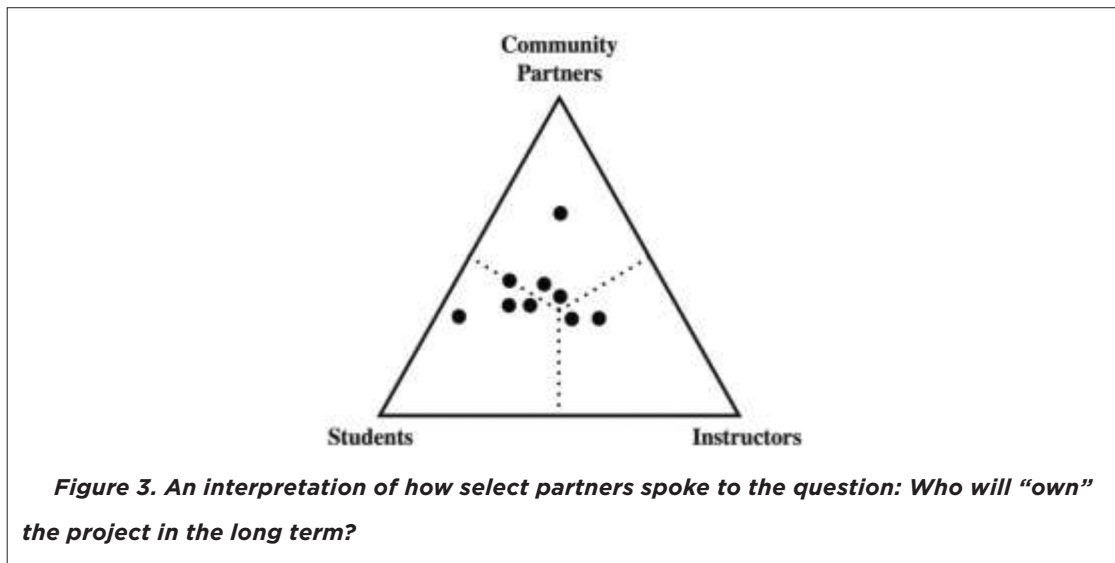 Community
Partners
Students
Instructors
Figure 3. An interpretation of how select partners spoke to the question: Who will “own”
the project in the long term?